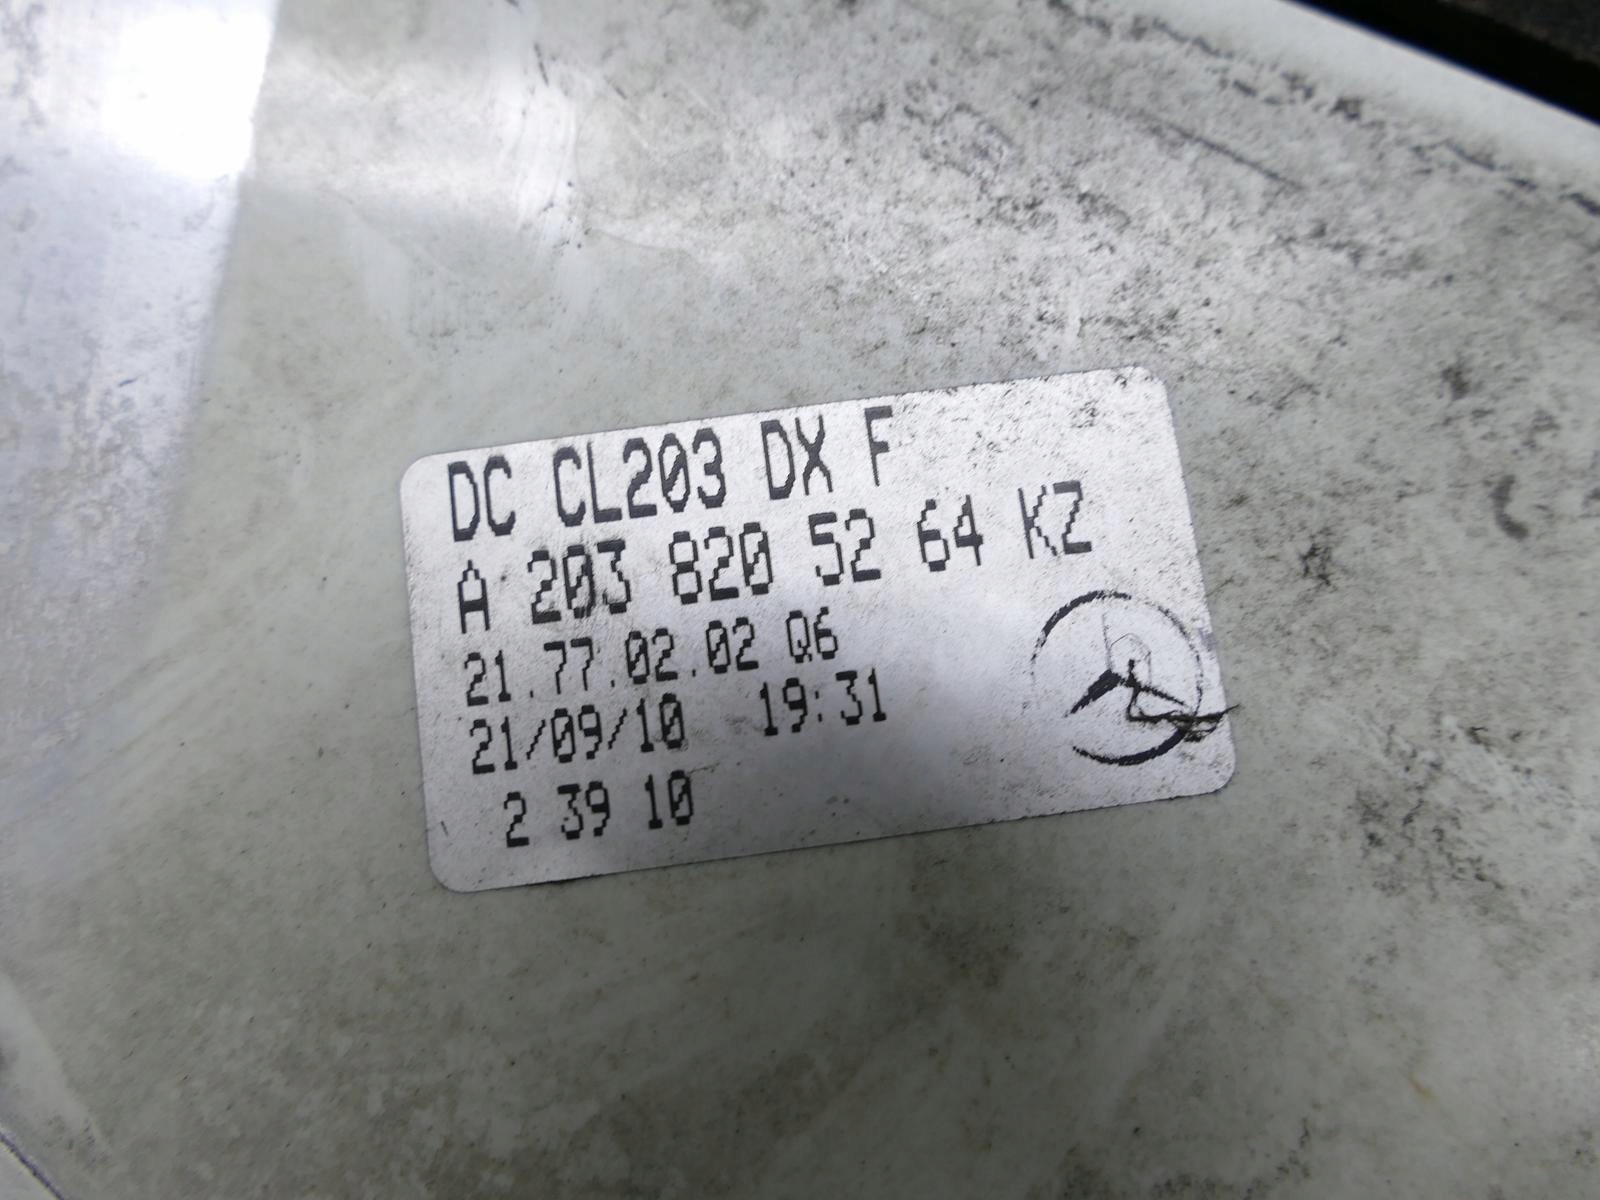 DC CL203 DX F
A 203 820 52 64 KZ
21.77.02.02 Q6
21/09/10 19:31
2 39 10